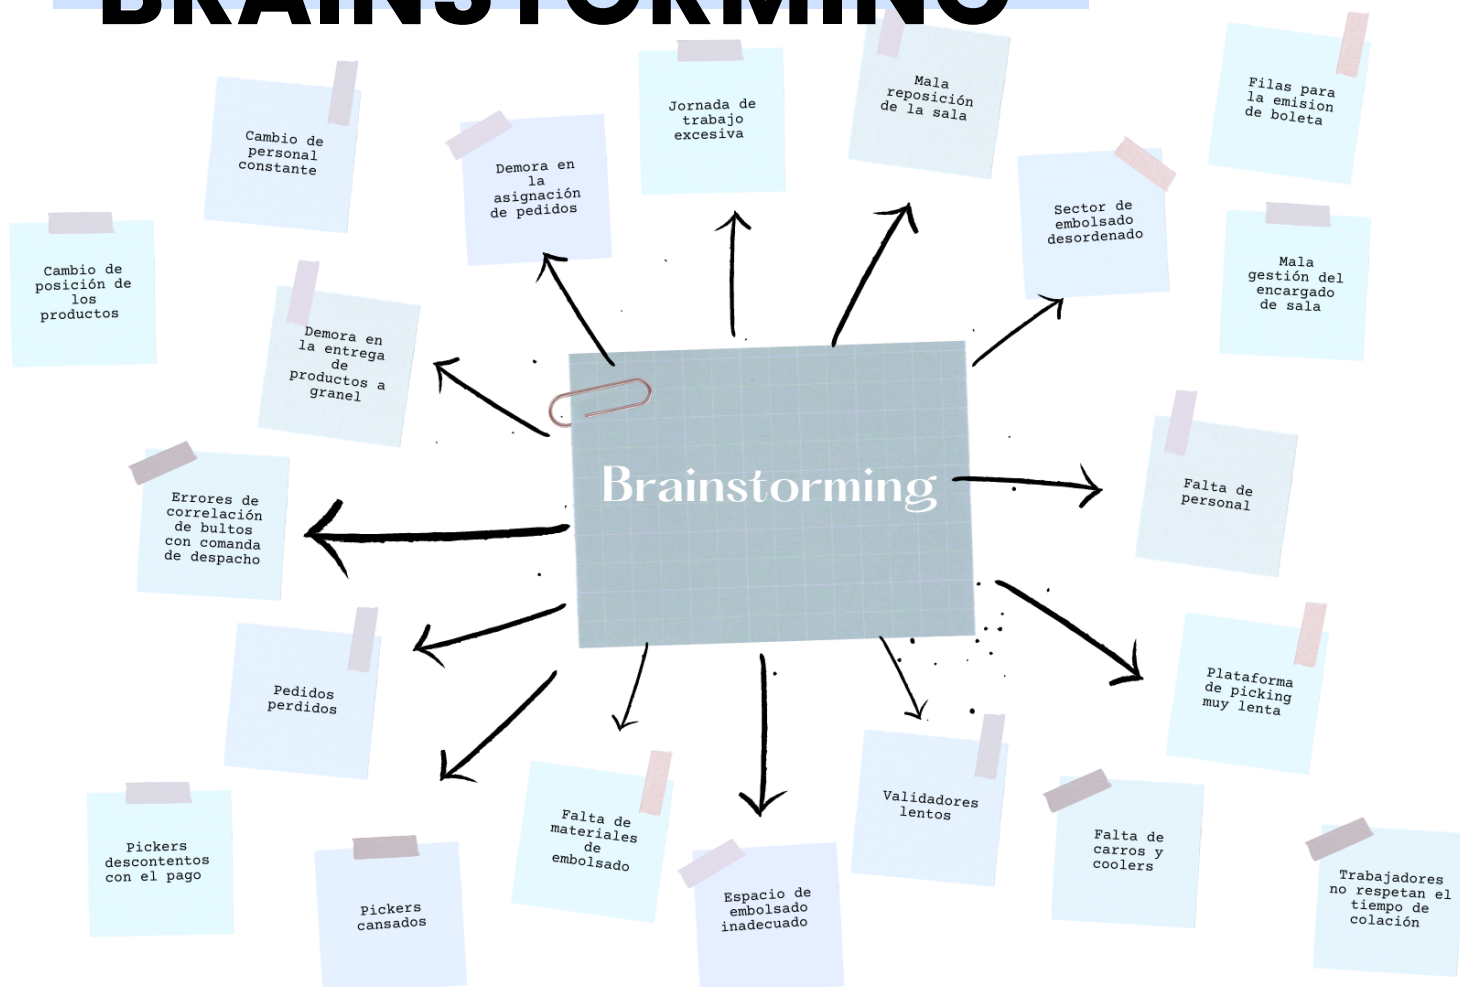 BRAINSTORMING
Cambio de
personal
constante
Demora en
la
asignación
de pedidos
Jornada de
trabajo
excesiva
Mala
reposición
de la sala
Filas para
la emision
de boleta
Cambio de
posición de
los
productos
Demora en
la entrega
de
productos a
granel
Sector de
embolsado
desordenado
Mala
gestión del
encargado
de sala
Errores de
correlación
de bultos
con comanda
de despacho
Brainstorming
Falta de
personal
Pedidos
perdidos
Plataforma
de picking
muy lenta
Pickers
descontentos
con el pago
Pickers
cansados
Falta de
materiales
de
embolsado
Espacio de
embolsado
inadecuado
Validadores
lentos
Falta de
carros y
coolers
Trabajadores
no respetan el
tiempo de
colación